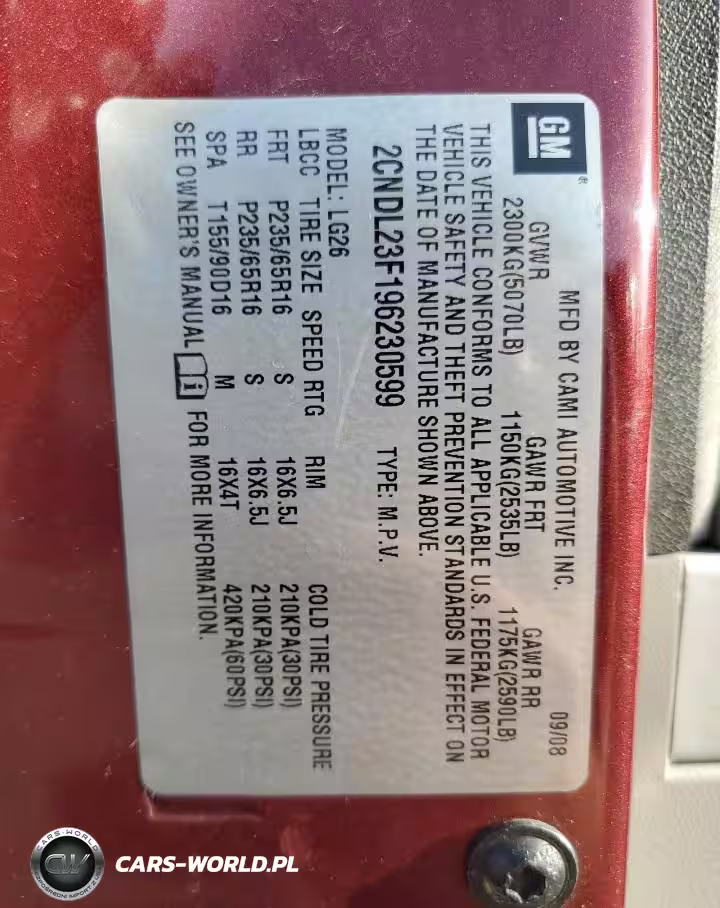 GM ®
MFD BY CAMI AUTOMOTIVE INC. 09/08
GVWR GAWR FRT GAWR RR
2300KG(5070LB) 1150KG(2535LB) 1175KG(2590LB)
THIS VEHICLE CONFORMS TO ALL APPLICABLE U.S. FEDERAL MOTOR
VEHICLE SAFETY AND THEFT PREVENTION STANDARDS IN EFFECT ON
THE DATE OF MANUFACTURE SHOWN ABOVE.
2CNDL23F196230599 TYPE: M.P.V.
MODEL: LG26
LBCC TIRE SIZE SPEED RTG RIM COLD TIRE PRESSURE
FRT P235/65R16 S 16X6.5J 210KPA(30PSI)
RR P235/65R16 S 16X6.5J 210KPA(30PSI)
SPA T155/90D16 M 16X4T 420KPA(60PSI)
SEE OWNER'S MANUAL FOR MORE INFORMATION.
CARS-WORLD
CW
CARS-WORLD.PL